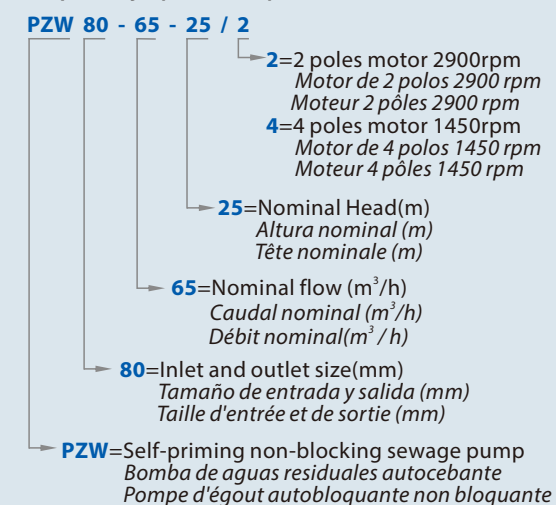 PZW 80 - 65 - 25 / 2
2=2 poles motor 2900rpm
Motor de 2 polos 2900 rpm
Moteur 2 pôles 2900 rpm
4=4 poles motor 1450rpm
Motor de 4 polos 1450 rpm
Moteur 4 pôles 1450 rpm
25=Nominal Head(m)
Altura nominal (m)
Tête nominale (m)
65=Nominal flow (m³/h)
Caudal nominal (m³/h)
Débit nominal(m³ / h)
80=Inlet and outlet size(mm)
Tamaño de entrada y salida (mm)
Taille d'entrée et de sortie (mm)
PZW=Self-priming non-blocking sewage pump
Bomba de aguas residuales autocebante
Pompe d'égout autobloquante non bloquante